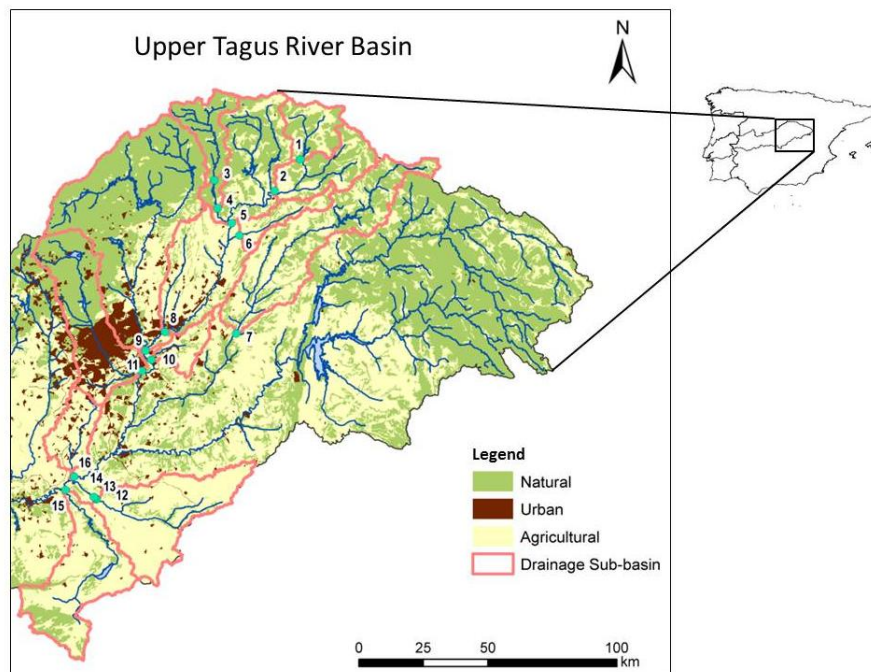 Upper Tagus River Basin
N
1
2
3
4
5
6
7
8
9
10
11
16
14
13
12
15
Legend
Natural
Urban
Agricultural
Drainage Sub-basin
0 25 50 100
km